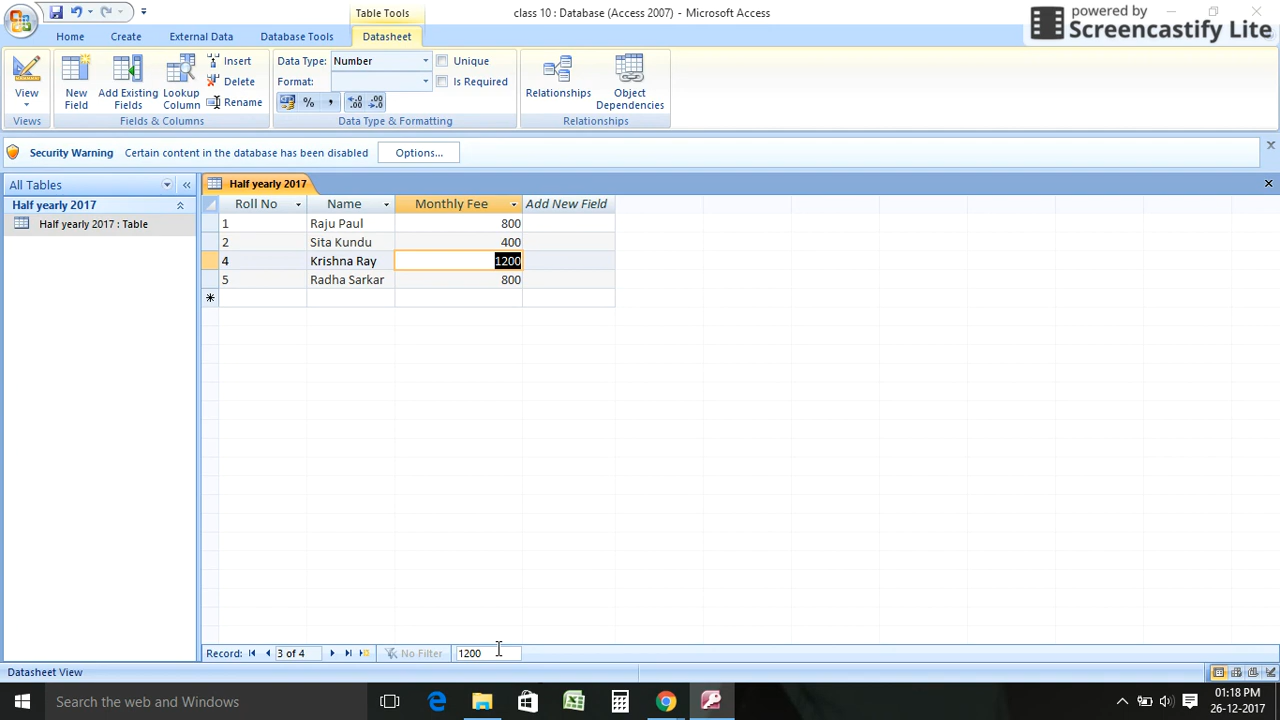 Table Tools
class 10 : Database (Access 2007) - Microsoft Access
powered by
Screencastify Lite
Home
Create
External Data
Database Tools
Datasheet
View
Views
New
Field
Add Existing
Fields
Lookup
Column
Insert
Delete
Rename
Fields & Columns
Data Type: Number
Format:
Unique
Is Required
% ,
Data Type & Formatting
Relationships
Object
Dependencies
Relationships
Security Warning Certain content in the database has been disabled Options...
All Tables
Half yearly 2017
Half yearly 2017 : Table
Half yearly 2017
Roll No Name Monthly Fee Add New Field
1 Raju Paul 800
2 Sita Kundu 400
4 Krishna Ray 1200
5 Radha Sarkar 800
Record: 3 of 4 No Filter 1200
Datasheet View
Search the web and Windows
01:18 PM
26-12-2017